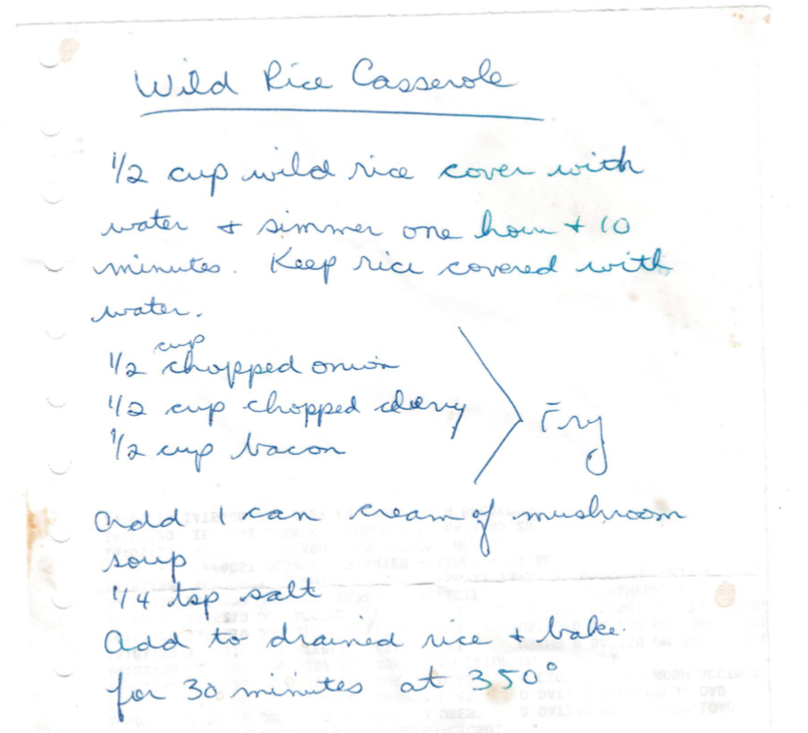 Wild Rice Casserole
1/2 cup wild rice cover with
water + simmer one hour + 10
minutes. Keep rice covered with
water.
cup
1/2 chopped onion
1/2 cup chopped celery
1/2 cup bacon
Fry
Add 1 can cream of mushroom
soup
1/4 tsp salt
Add to drained rice + bake.
for 30 minutes at 350°